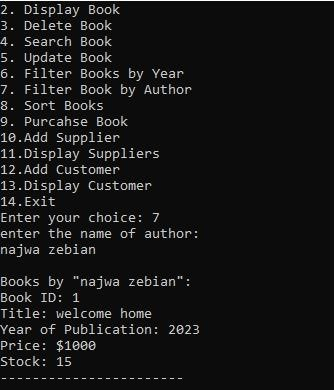 2. Display Book
3. Delete Book
4. Search Book
5. Update Book
6. Filter Books by Year
7. Filter Book by Author
8. Sort Books
9. Purcahse Book
10.Add Supplier
11.Display Suppliers
12.Add Customer
13.Display Customer
14.Exit
Enter your choice: 7
enter the name of author:
najwa zebian

Books by "najwa zebian":
Book ID: 1
Title: welcome home
Year of Publication: 2023
Price: $1000
Stock: 15
-----------------------